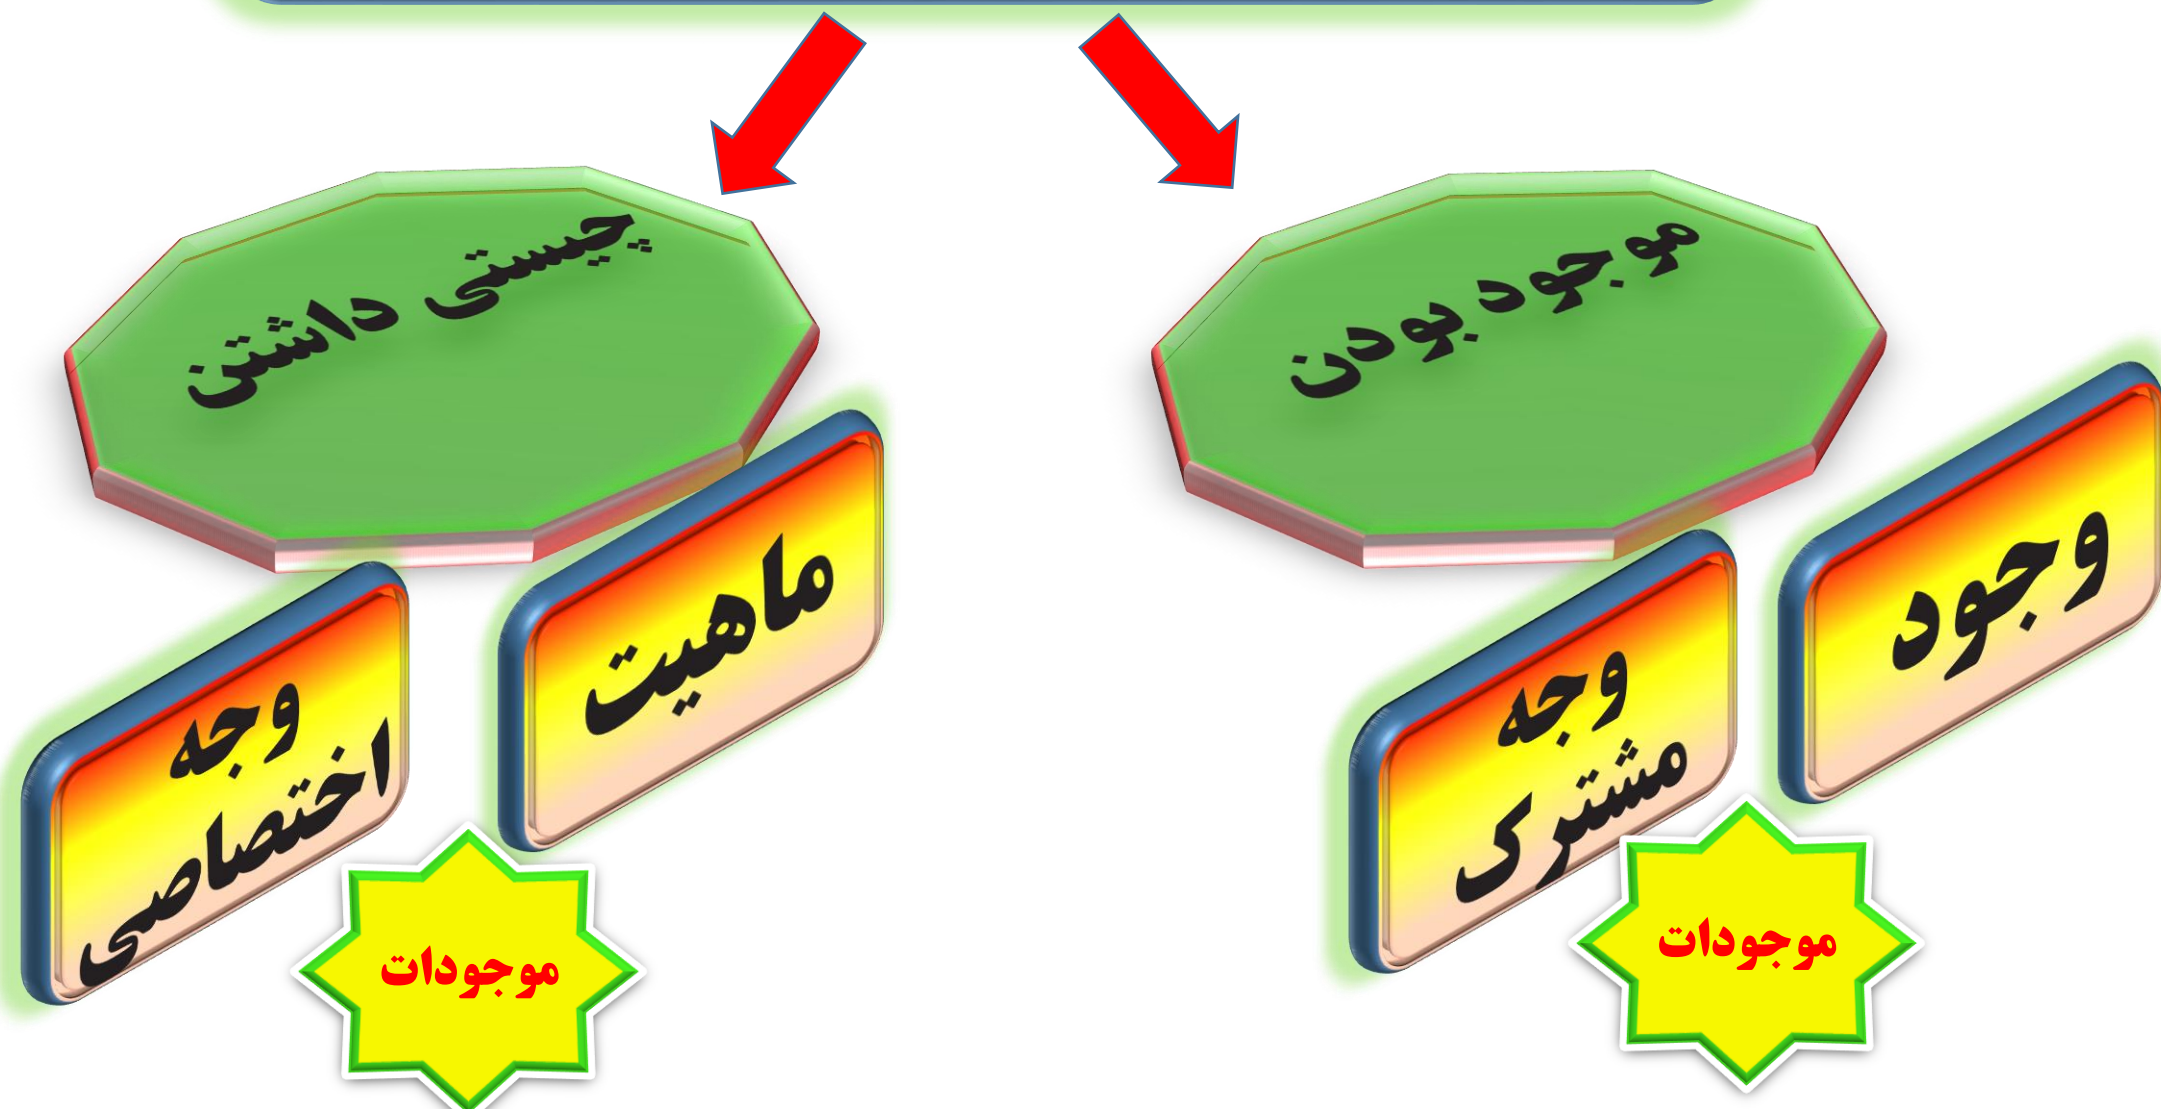 موجود بودن
وجود
وجه
مشترک
موجودات
چیستی داشتن
ماهیت
وجه
اختصاصی
موجودات